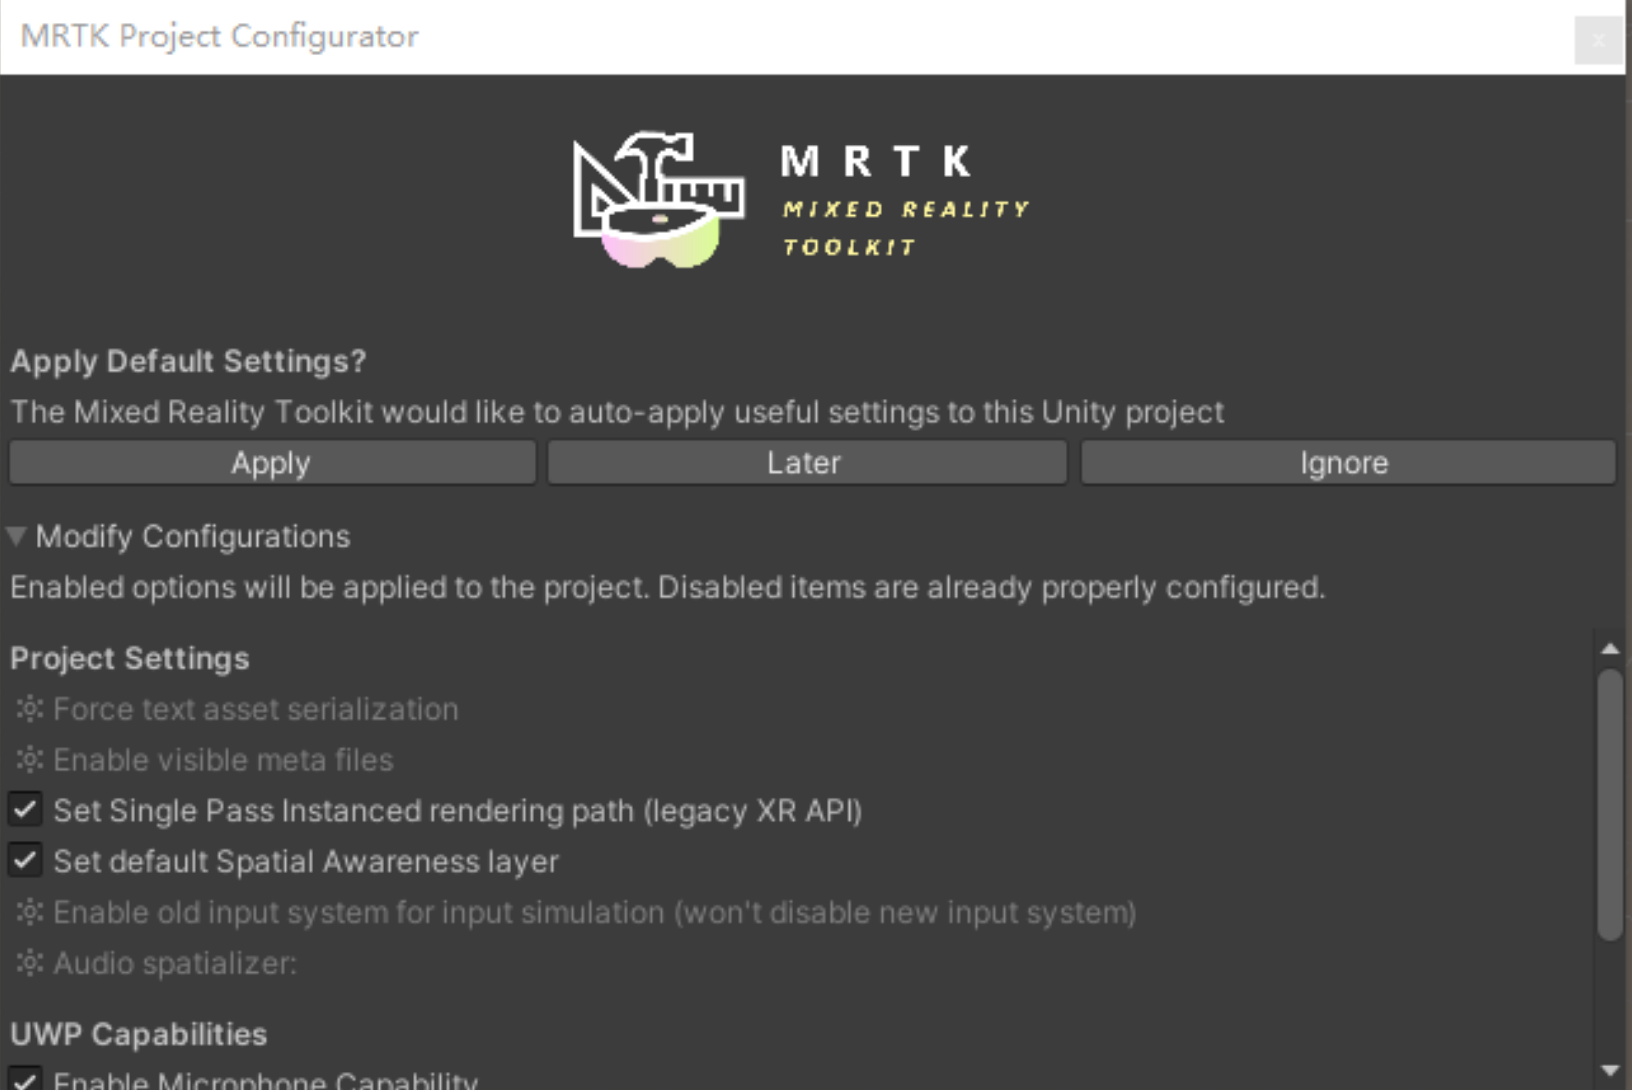 MRTK Project Configurator
x
MRTK
MIXED REALITY
TOOLKIT
Apply Default Settings?
The Mixed Reality Toolkit would like to auto-apply useful settings to this Unity project
Apply Later Ignore
Modify Configurations
Enabled options will be applied to the project. Disabled items are already properly configured.
Project Settings
Force text asset serialization
Enable visible meta files
Set Single Pass Instanced rendering path (legacy XR API)
Set default Spatial Awareness layer
Enable old input system for input simulation (won't disable new input system)
Audio spatializer:
UWP Capabilities
Enable Microphone Capability